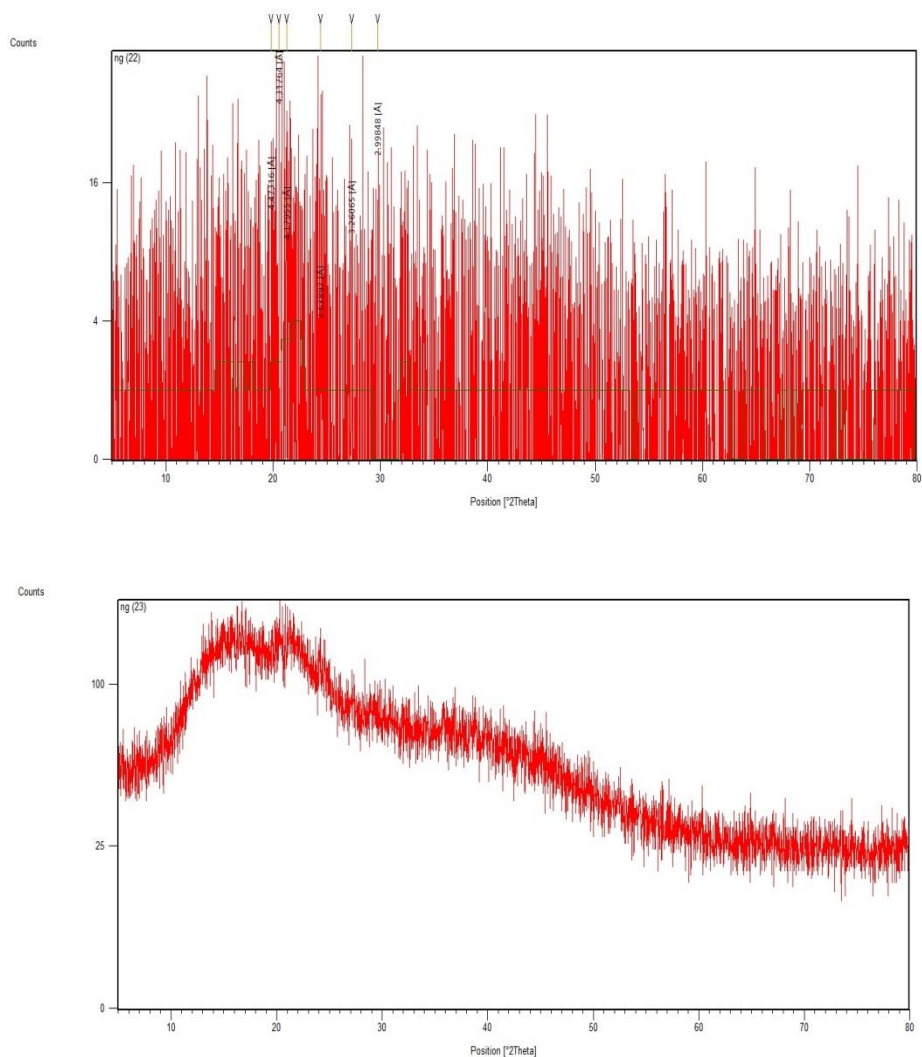 Counts
ng (22)
4.47316 [Å]
4.31764 [Å]
4.17955 [Å]
3.26065 [Å]
2.99848 [Å]
16
4
0
10 20 30 40 50 60 70 80
Position [°2Theta]
Counts
ng (23)
100
25
0
10 20 30 40 50 60 70 80
Position [°2Theta]